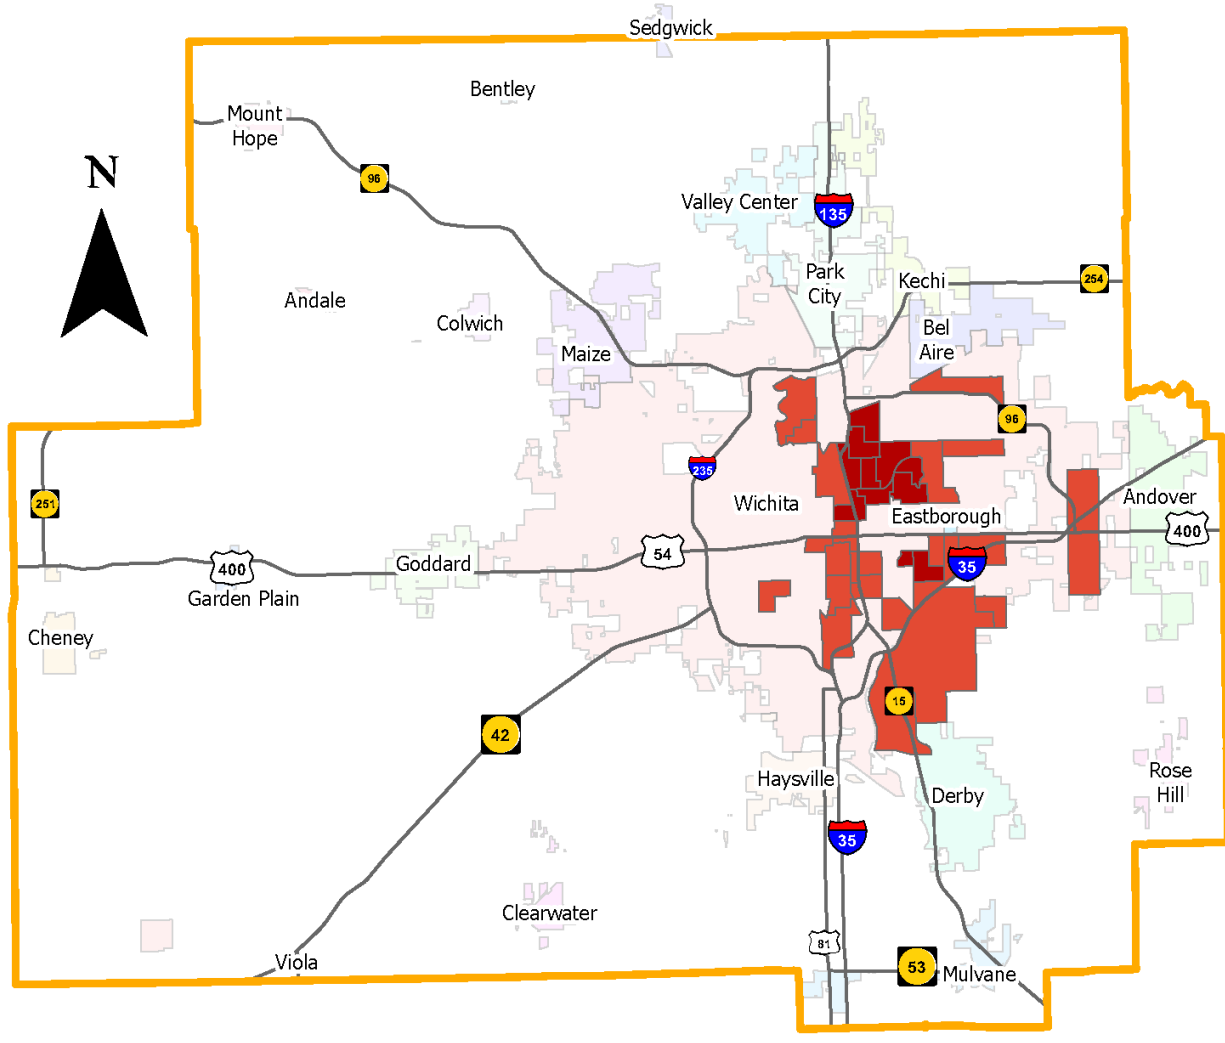 Sedgwick
Bentley
Mount
Hope
N
96
Valley Center
135
Park
City
Kechi
254
Andale
Colwich
Bel
Aire
Maize
96
235
251
Wichita
Andover
Eastborough
400
54
Goddard
400
35
Garden Plain
Cheney
15
42
Haysville
Derby
Rose
Hill
35
Clearwater
81
Viola
53
Mulvane